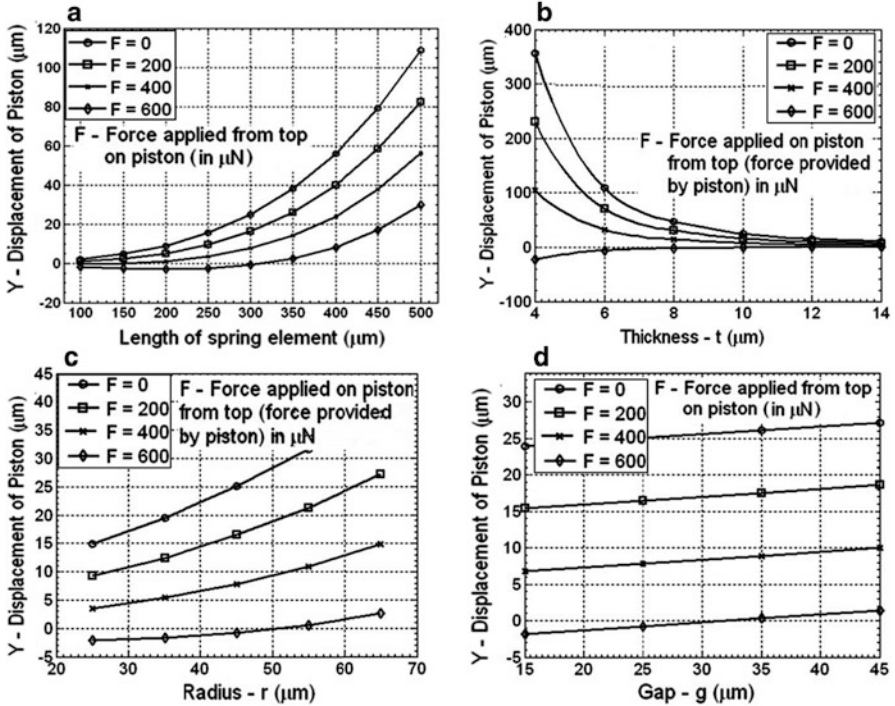 a
Y - Displacement of Piston (µm)
120
100
80
60
40
20
0
-20
F = 0
F = 200
F = 400
F = 600
F - Force applied from top
on piston (in µN)
100 150 200 250 300 350 400 450 500
Length of spring element (µm)
b
Y - Displacement of Piston (µm)
400
300
200
100
0
-100
F = 0
F = 200
F = 400
F = 600
F - Force applied on piston
from top (force provided
by piston) in µN
4 6 8 10 12 14
Thickness - t (µm)
c
Y - Displacement of Piston (µm)
45
40
35
30
25
20
15
10
5
0
-5
F = 0
F = 200
F = 400
F = 600
F - Force applied on piston
from top (force provided
by piston) in µN
20 30 40 50 60 70
Radius - r (µm)
d
Y - Displacement of Piston (µm)
30
25
20
15
10
5
0
-5
F = 0
F = 200
F = 400
F = 600
F - Force applied from top
on piston (in µN)
15 25 35 45
Gap - g (µm)